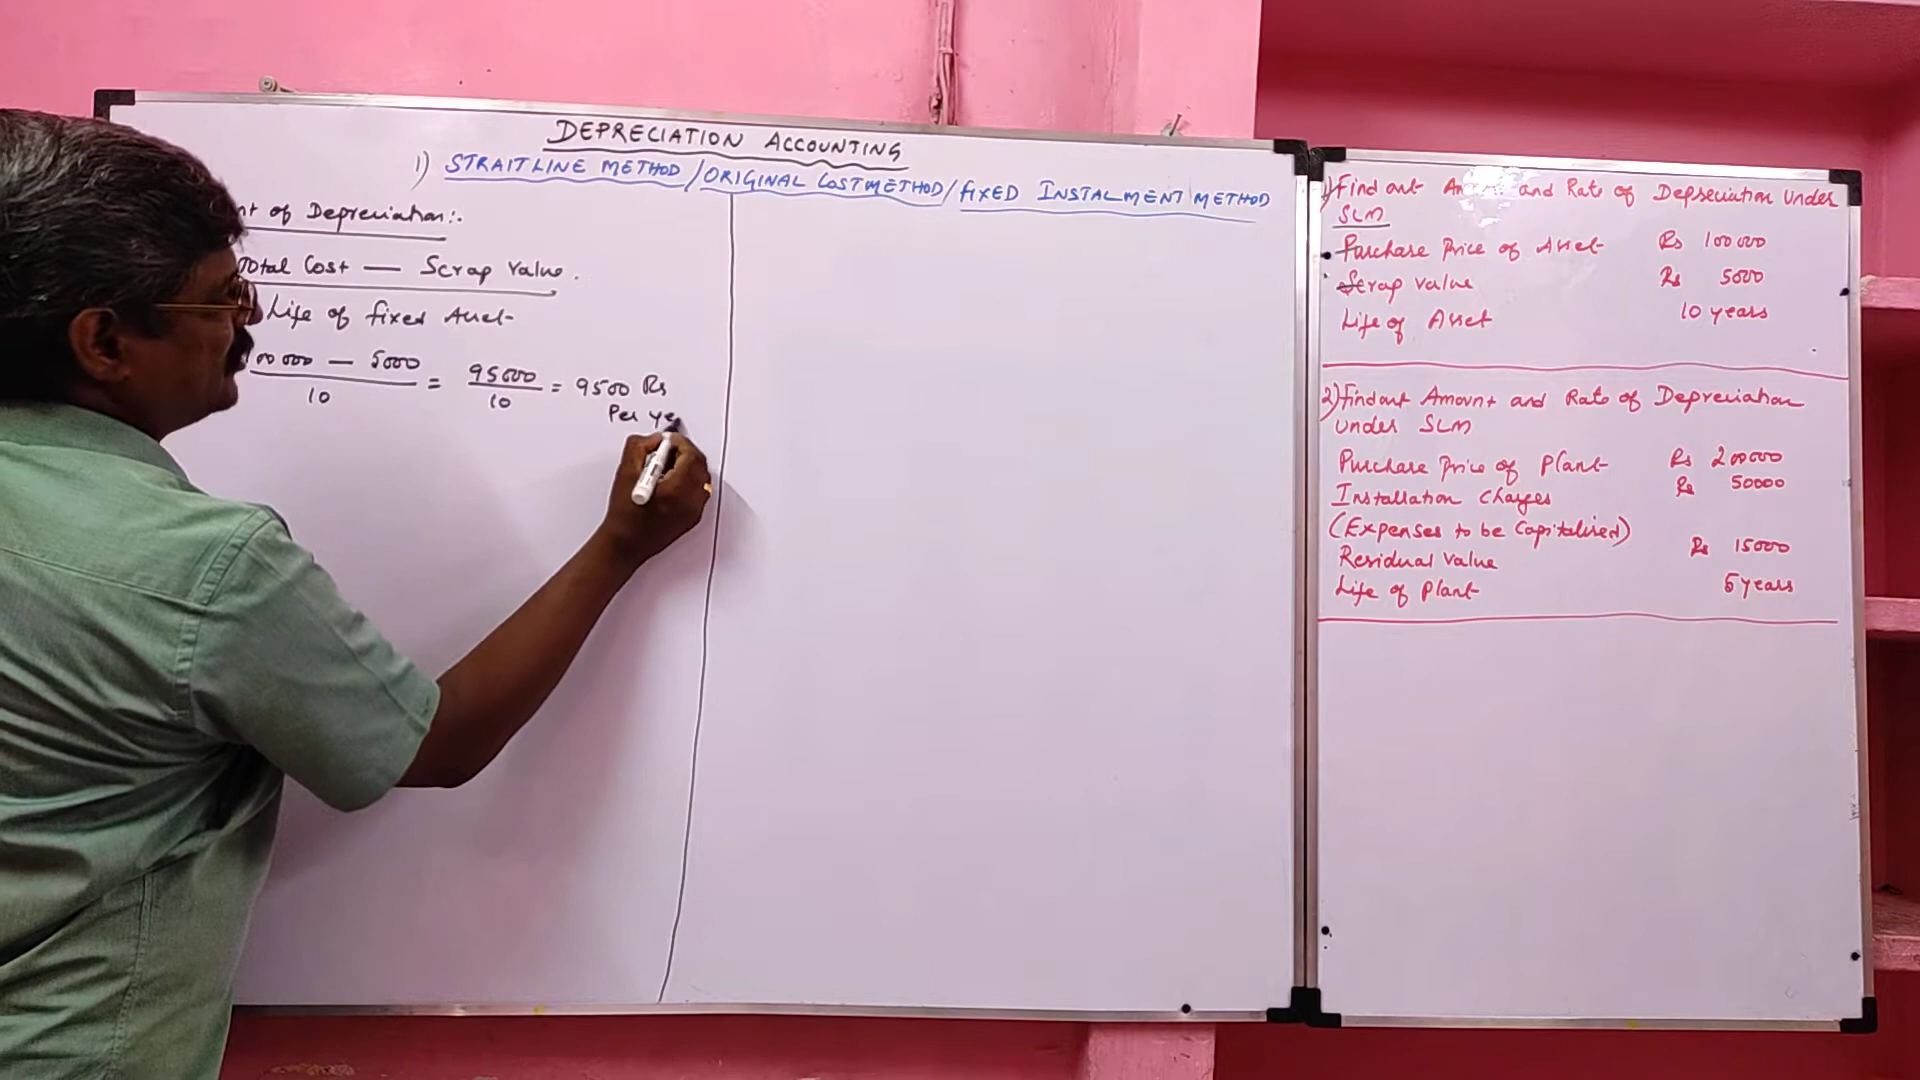 DEPRECIATION ACCOUNTING
1) STRAITLINE METHOD/ORIGINAL COSTMETHOD/FIXED INSTALMENT METHOD
nt of Depreciation:-
Total Cost — Scrap Value.
Life of fixed Asset
100000 — 5000
10
= 95000
10
= 9500 Rs
Per ye
1) Find out and Rate of Depreciation Under
SLM
Purchase Price of Asset Rs 100000
Scrap value Rs 5000
Life of Asset 10 years
2) Find out Amount and Rate of Depreciation
Under SLM
Purchase Price of Plant Rs 200000
Installation Charges Rs 50000
(Expenses to be Capitalised)
Residual Value Rs 15000
Life of Plant 5 years